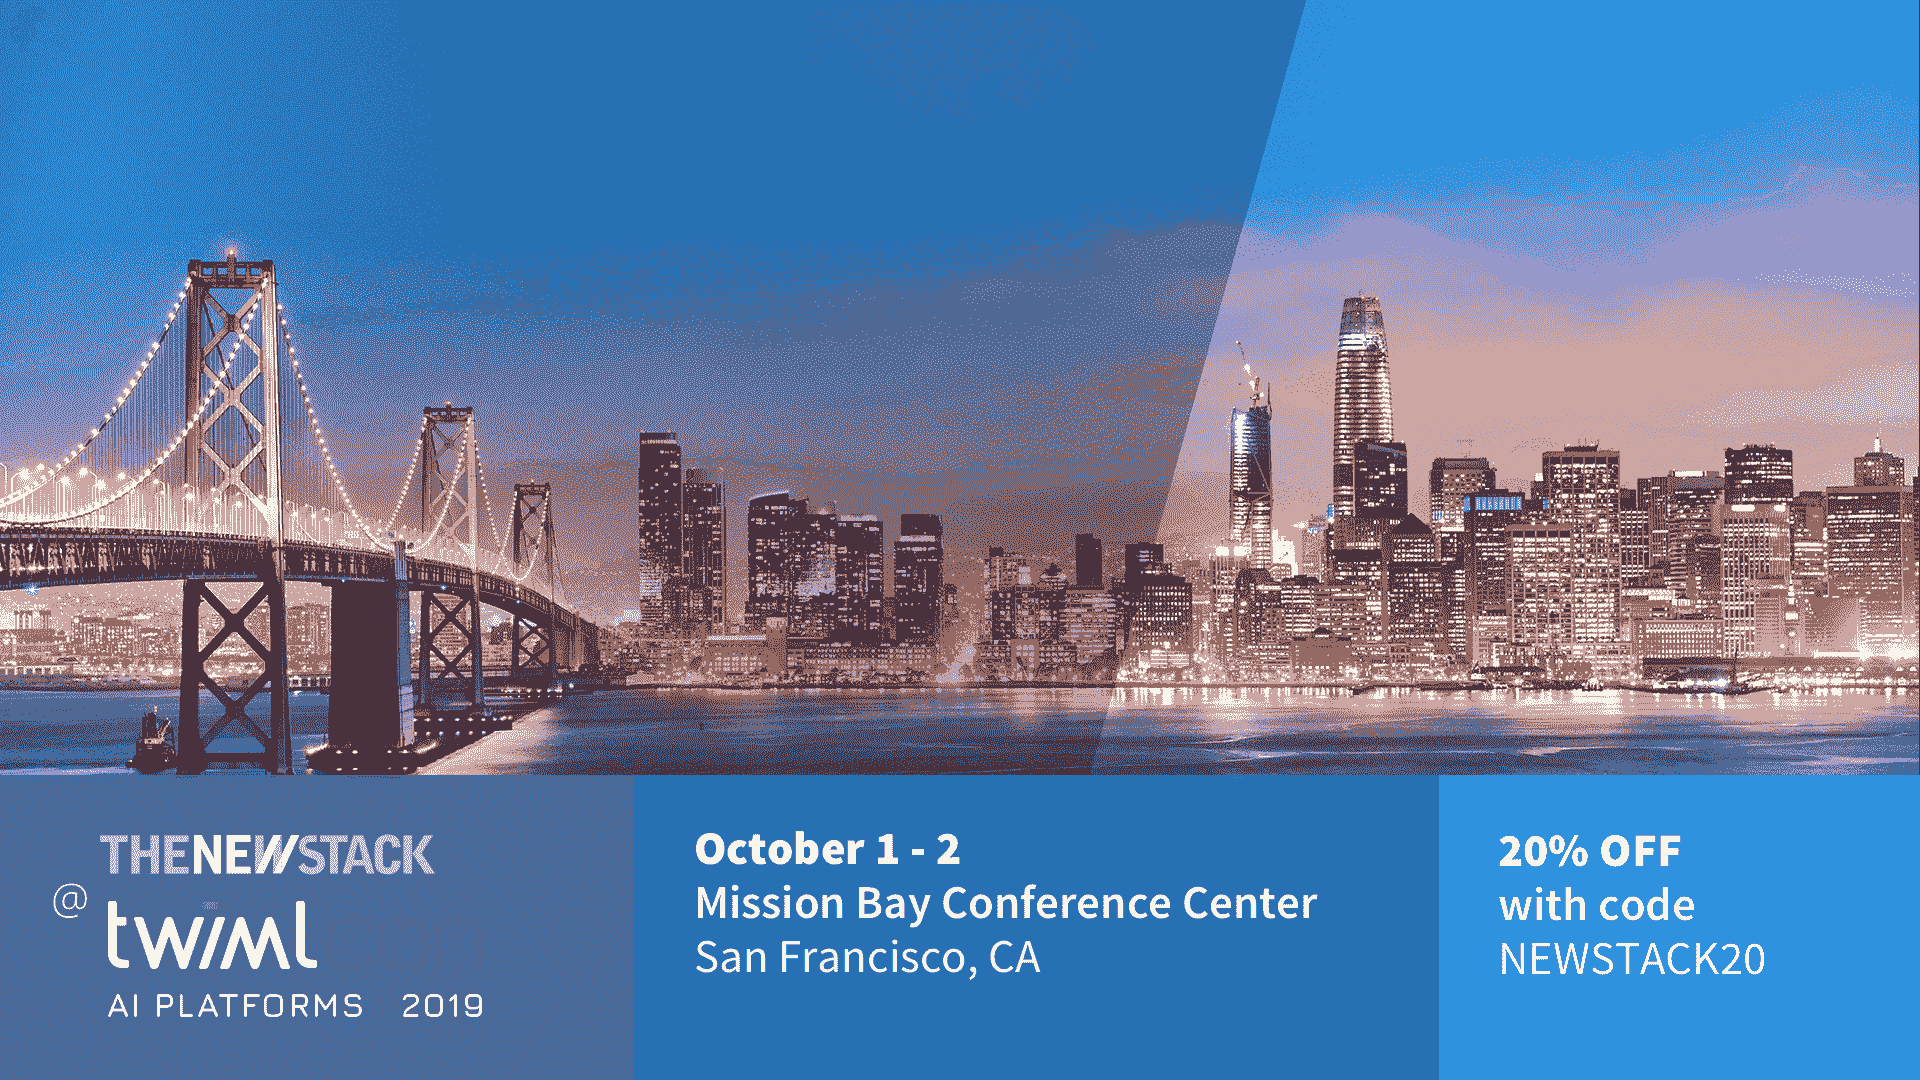 THENEWSTACK
@ twiml
AI PLATFORMS 2019
October 1 - 2
Mission Bay Conference Center
San Francisco, CA
20% OFF
with code
NEWSTACK20